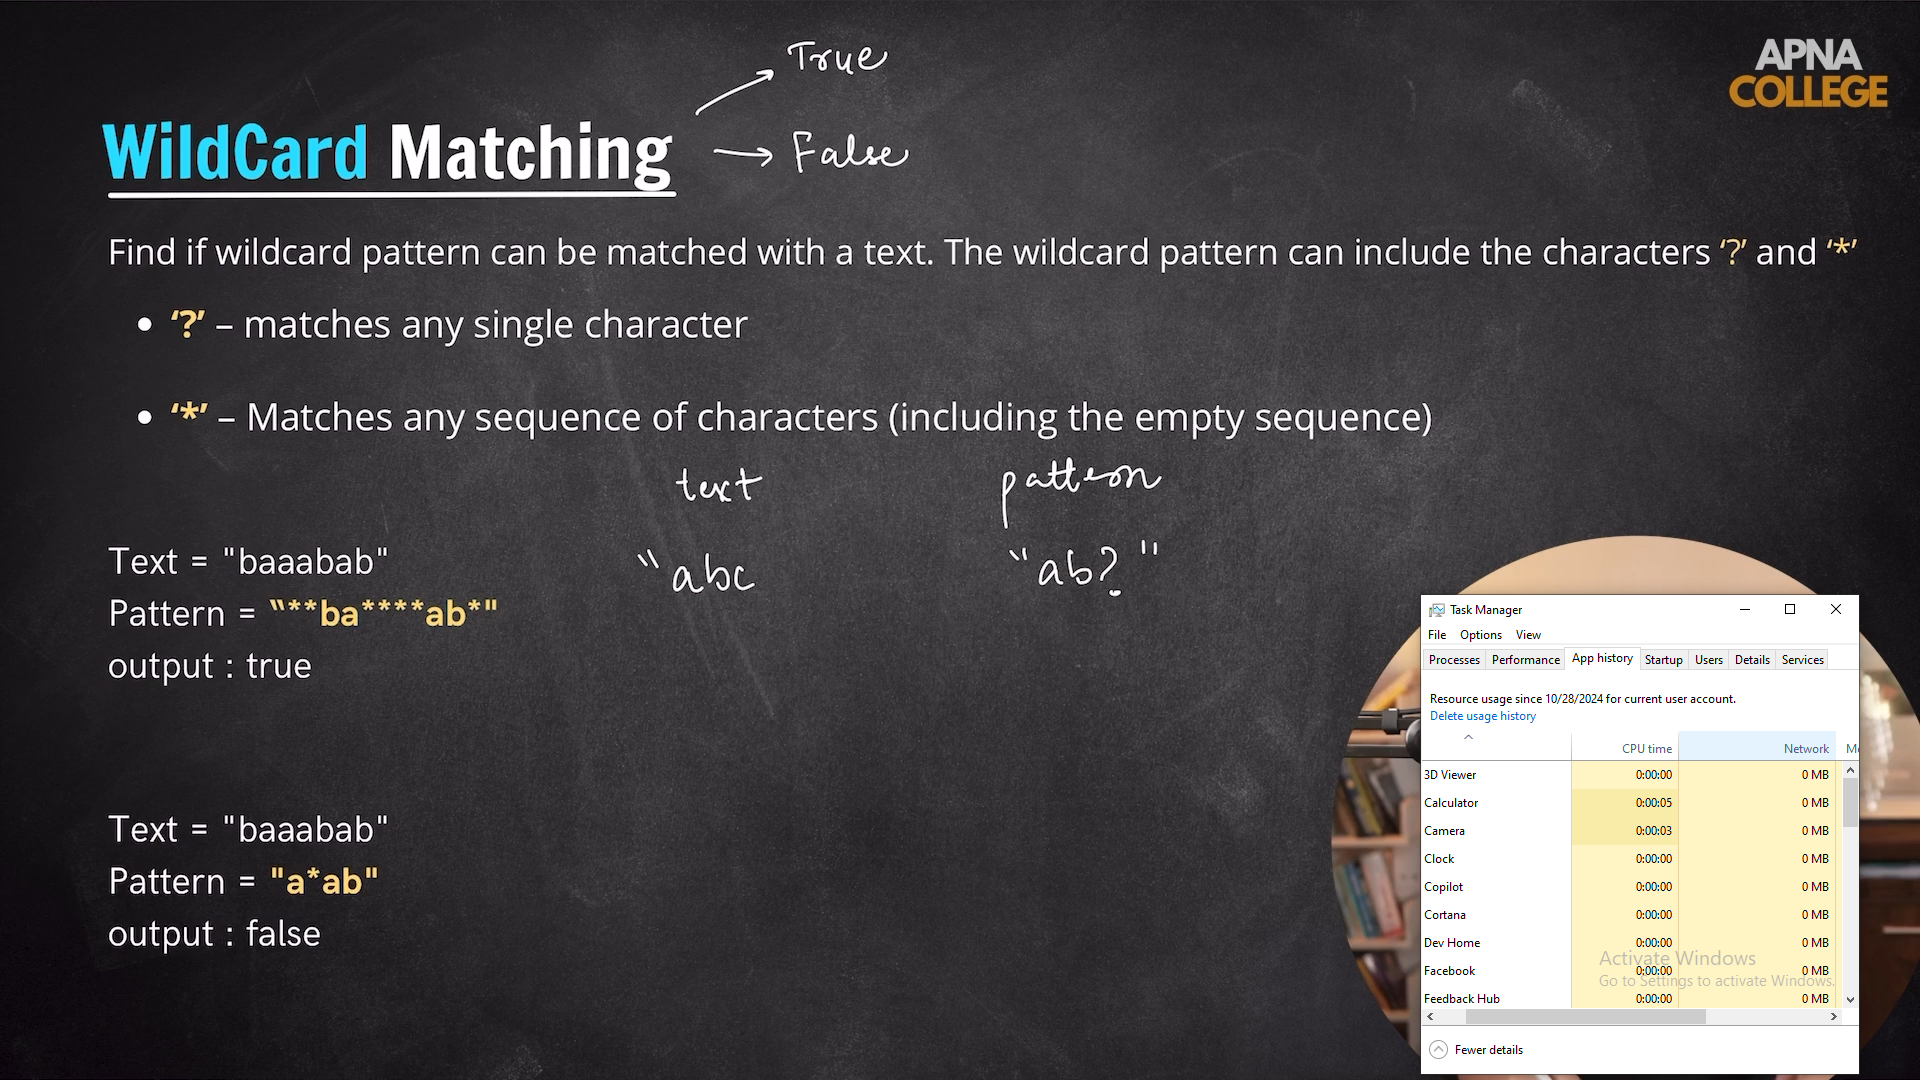 True
APNA
COLLEGE
WildCard Matching
False
Find if wildcard pattern can be matched with a text. The wildcard pattern can include the characters ‘?’ and ‘*’
• ‘?’ – matches any single character
• ‘*’ – Matches any sequence of characters (including the empty sequence)
text
pattern
Text = "baaabab"
Pattern = “**ba****ab*"
output : true
“abc
“ab? "
Text = "baaabab"
Pattern = "a*ab"
output : false
Task Manager
File Options View
Processes Performance App history Startup Users Details Services
Resource usage since 10/28/2024 for current user account.
Delete usage history
CPU time Network
3D Viewer 0:00:00 0 MB
Calculator 0:00:05 0 MB
Camera 0:00:03 0 MB
Clock 0:00:00 0 MB
Copilot 0:00:00 0 MB
Cortana 0:00:00 0 MB
Dev Home 0:00:00 0 MB
Facebook 0:00:00 0 MB
Feedback Hub 0:00:00 0 MB
Activate Windows
Go to Settings to activate Windows.
Fewer details